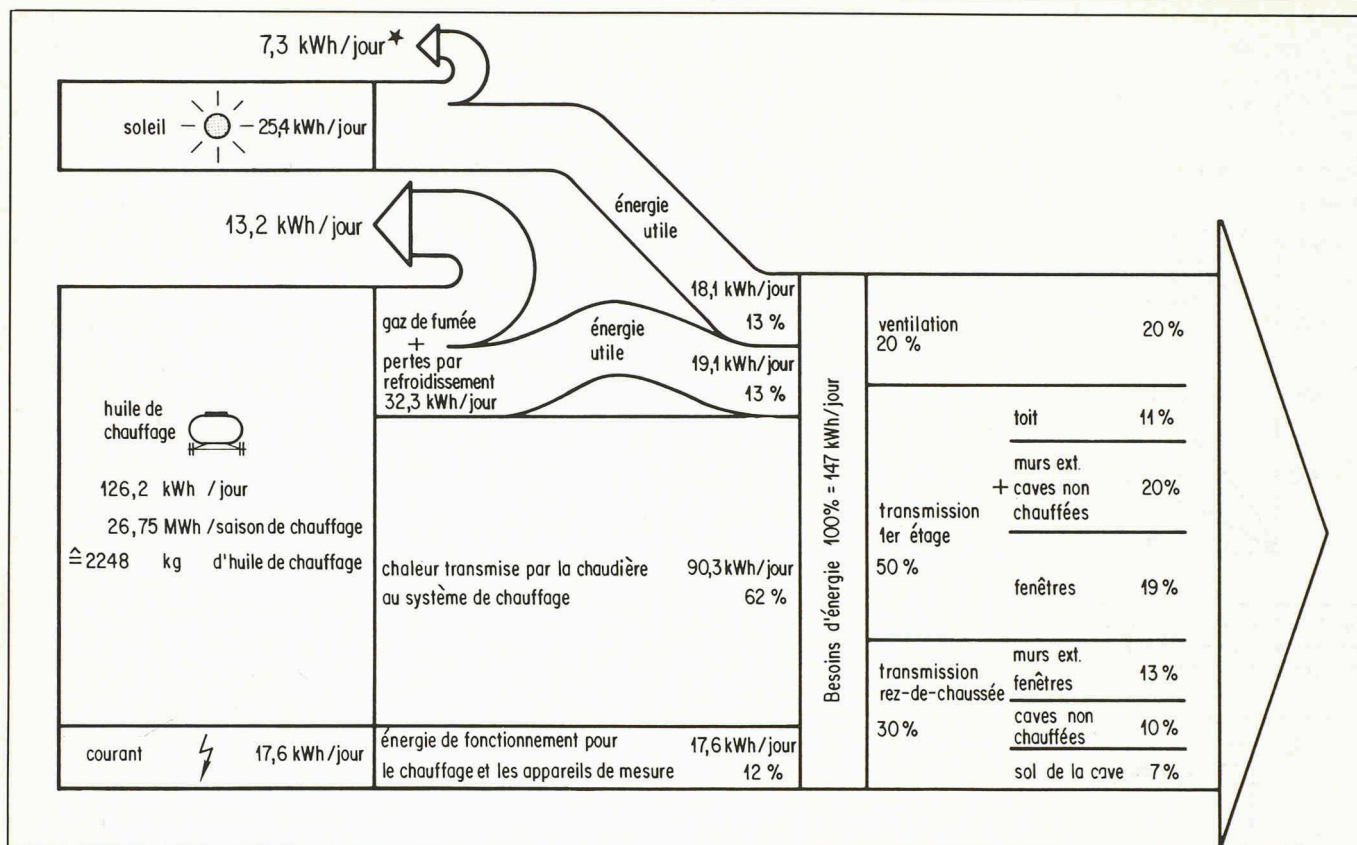 7,3 kWh/jour★
soleil 25,4 kWh/jour
13,2 kWh/jour
énergie
utile
18,1 kWh/jour
13 %
gaz de fumée
+
pertes par
refroidissement
32,3 kWh/jour
énergie
utile
19,1 kWh/jour
13 %
huile de
chauffage
126,2 kWh /jour
26,75 MWh /saison de chauffage
≙2248 kg d'huile de chauffage
chaleur transmise par la chaudière 90,3 kWh/jour
au système de chauffage 62 %
courant 17,6 kWh/jour
énergie de fonctionnement pour 17,6 kWh/jour
le chauffage et les appareils de mesure 12 %
Besoins d'énergie 100% = 147 kWh/jour
ventilation 20 %
20 %
transmission
1er étage
50 %
toit 11 %
murs ext.
+ caves non 20%
chauffées
fenêtres 19 %
transmission
rez-de-chaussée
30%
murs ext.
fenêtres 13 %
caves non
chauffées 10 %
sol de la cave 7 %